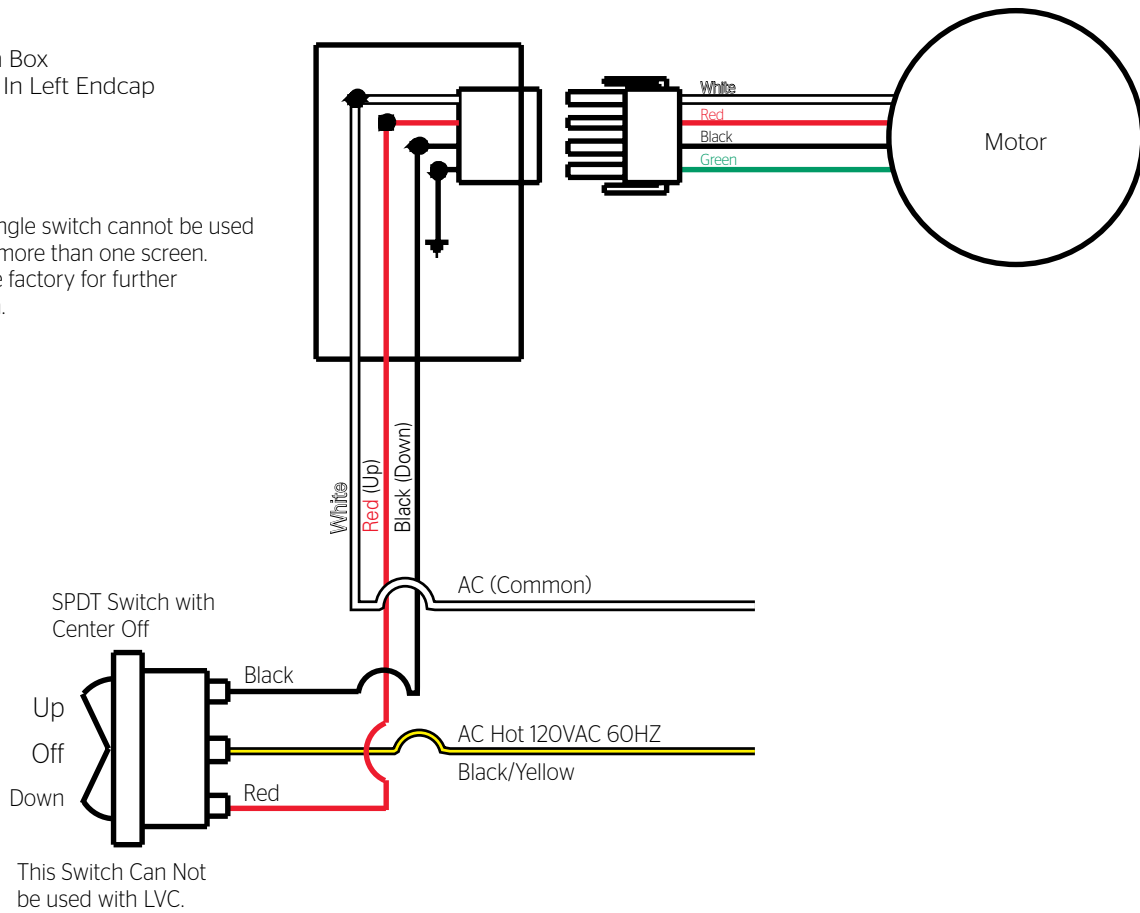 Box
In Left Endcap
switch cannot be used
more than one screen.
factory for further
White
Red
Black
Green
Motor
White
Red (Up)
Black (Down)
AC (Common)
SPDT Switch with
Center Off
Black
Up
Off
Down
AC Hot 120VAC 60HZ
Black/Yellow
Red
This Switch Can Not
be used with LVC.